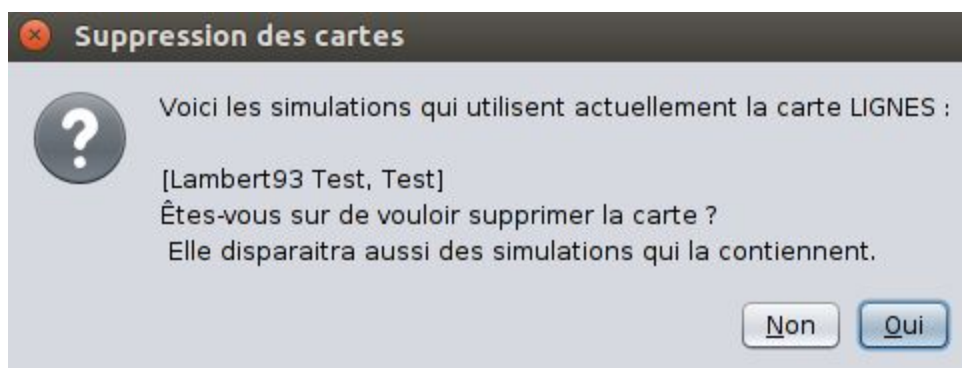 Suppression des cartes
Voici les simulations qui utilisent actuellement la carte LIGNES :
[Lambert93 Test, Test]
Êtes-vous sur de vouloir supprimer la carte ?
Elle disparaitra aussi des simulations qui la contiennent.
Non Oui